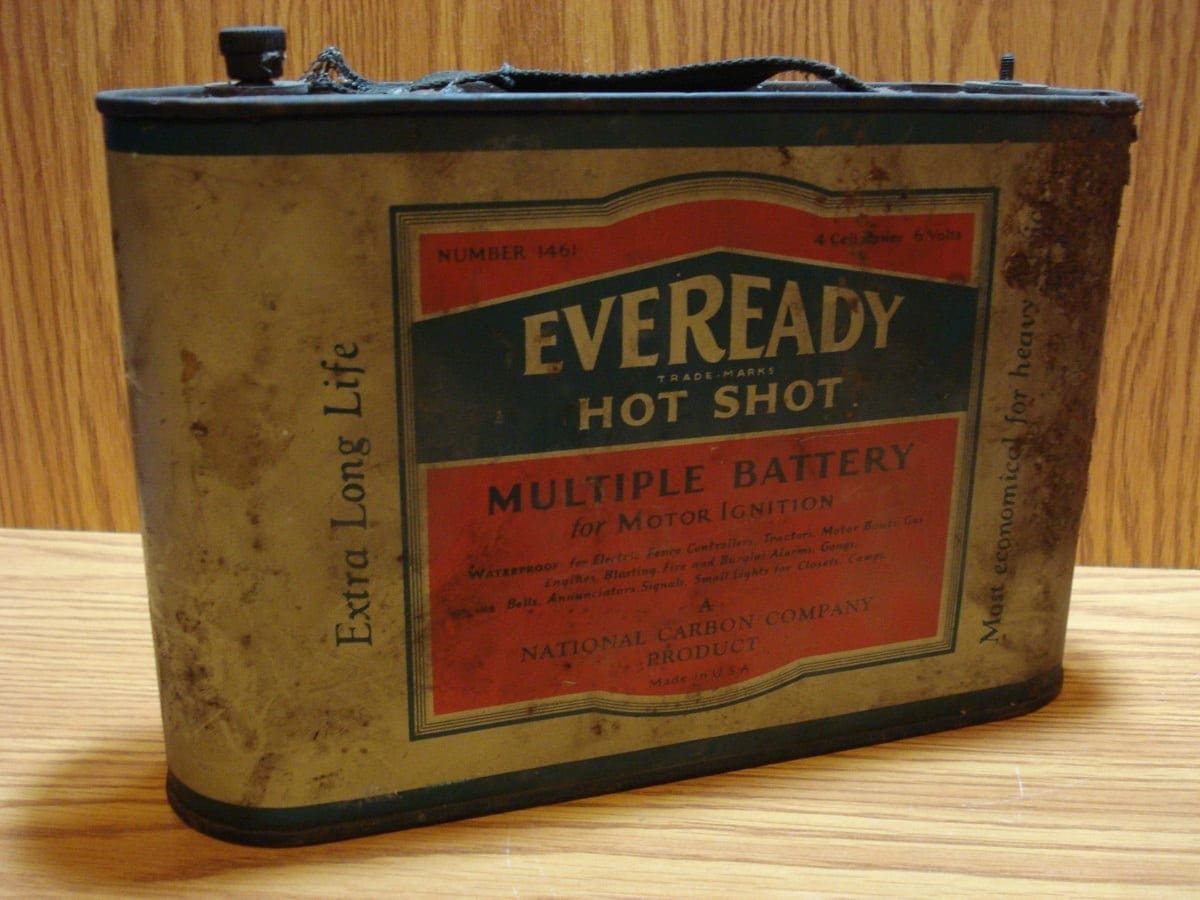 Extra Long Life
NUMBER 1461
4 Cell Power 6 Volts
EVEREADY
TRADE-MARKS
HOT SHOT
MULTIPLE BATTERY
for MOTOR IGNITION
WATERPROOF for Electric Fence Controllers, Tractors, Motor Boats, Gas
Engines, Blasting, Fire and Burglar Alarms, Gongs,
Bells, Annunciators, Signals, Small Lights for Closets, Camps,
A
NATIONAL CARBON COMPANY
PRODUCT
Made in U.S.A.
Most economical for heavy